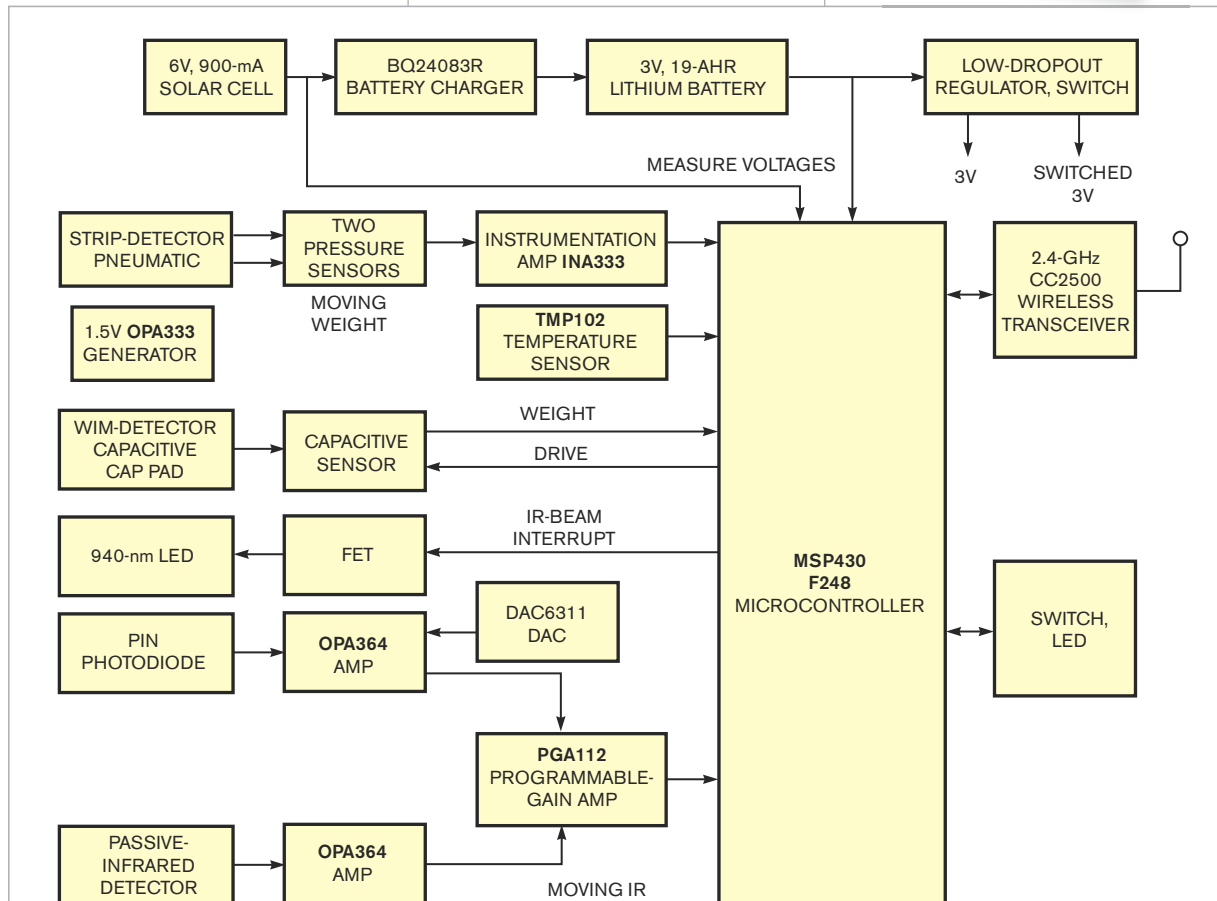 6V, 900-mA
SOLAR CELL
BQ24083R
BATTERY CHARGER
3V, 19-AHR
LITHIUM BATTERY
LOW-DROPOUT
REGULATOR, SWITCH
MEASURE VOLTAGES
3V
SWITCHED
3V
STRIP-DETECTOR
PNEUMATIC
TWO
PRESSURE
SENSORS
MOVING
WEIGHT
INSTRUMENTATION
AMP INA333
2.4-GHz
CC2500
WIRELESS
TRANSCEIVER
1.5V OPA333
GENERATOR
TMP102
TEMPERATURE
SENSOR
WIM-DETECTOR
CAPACITIVE
CAP PAD
CAPACITIVE
SENSOR
WEIGHT
DRIVE
940-nm LED
FET
IR-BEAM
INTERRUPT
MSP430
F248
MICROCONTROLLER
SWITCH,
LED
PIN
PHOTODIODE
OPA364
AMP
DAC6311
DAC
PGA112
PROGRAMMABLE-
GAIN AMP
PASSIVE-
INFRARED
DETECTOR
OPA364
AMP
MOVING IR